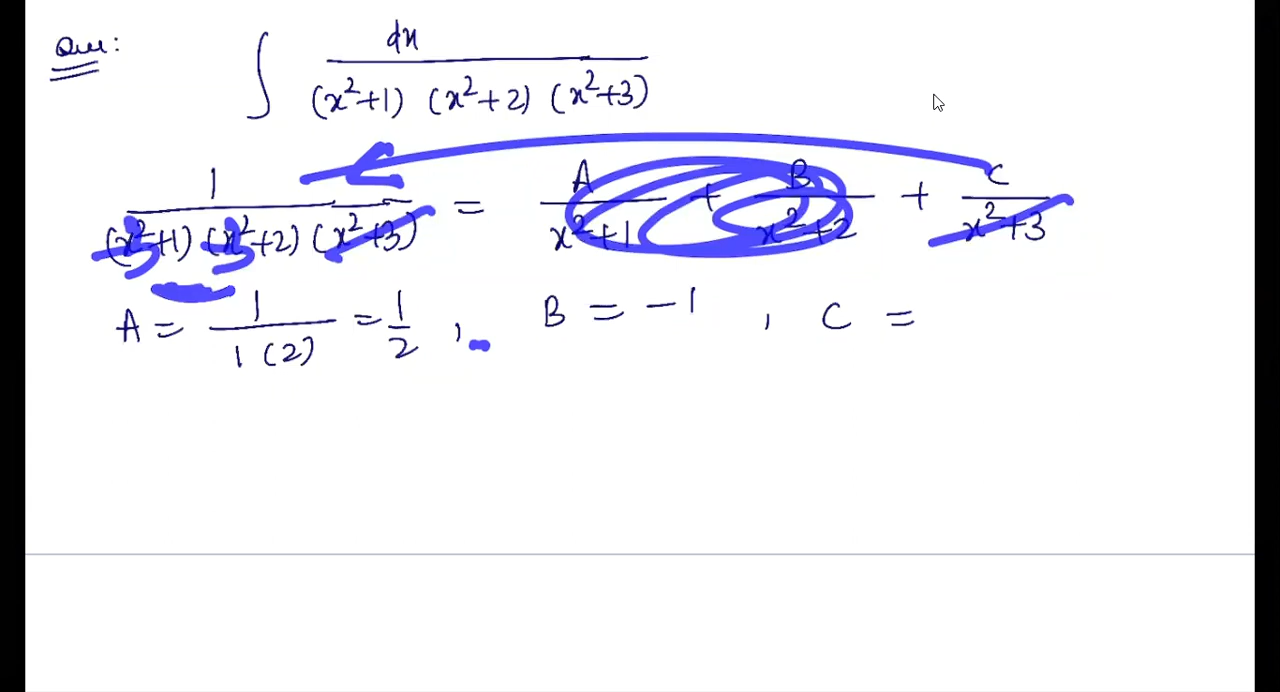 Que: ∫ dx / (x²+1) (x²+2) (x²+3)
1 / (x²+1) (x²+2) (x²+3) = A / x²+1 + B / x²+2 + C / x²+3
A = 1 / 1(2) = 1/2 , B = -1 , C =